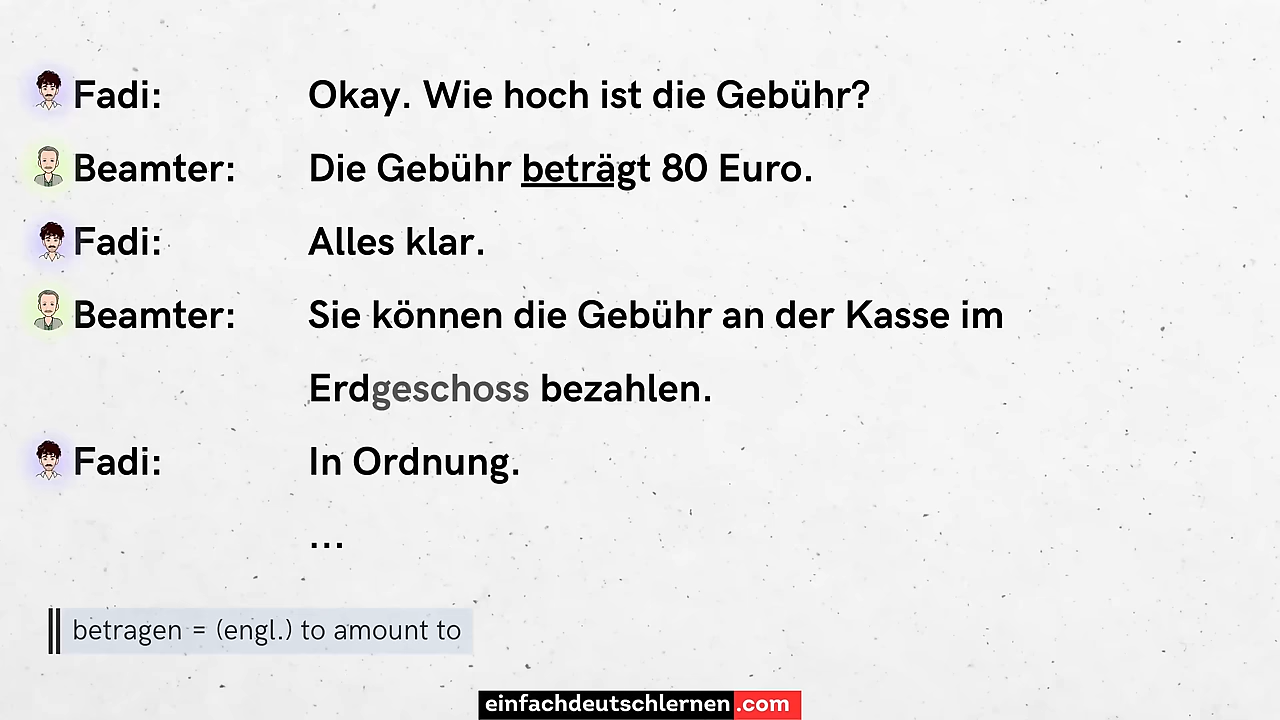 Fadi: Okay. Wie hoch ist die Gebühr?
Beamter: Die Gebühr beträgt 80 Euro.
Fadi: Alles klar.
Beamter: Sie können die Gebühr an der Kasse im
Erdgeschoss bezahlen.
Fadi: In Ordnung.
...
betragen = (engl.) to amount to
einfachdeutschlernen.com